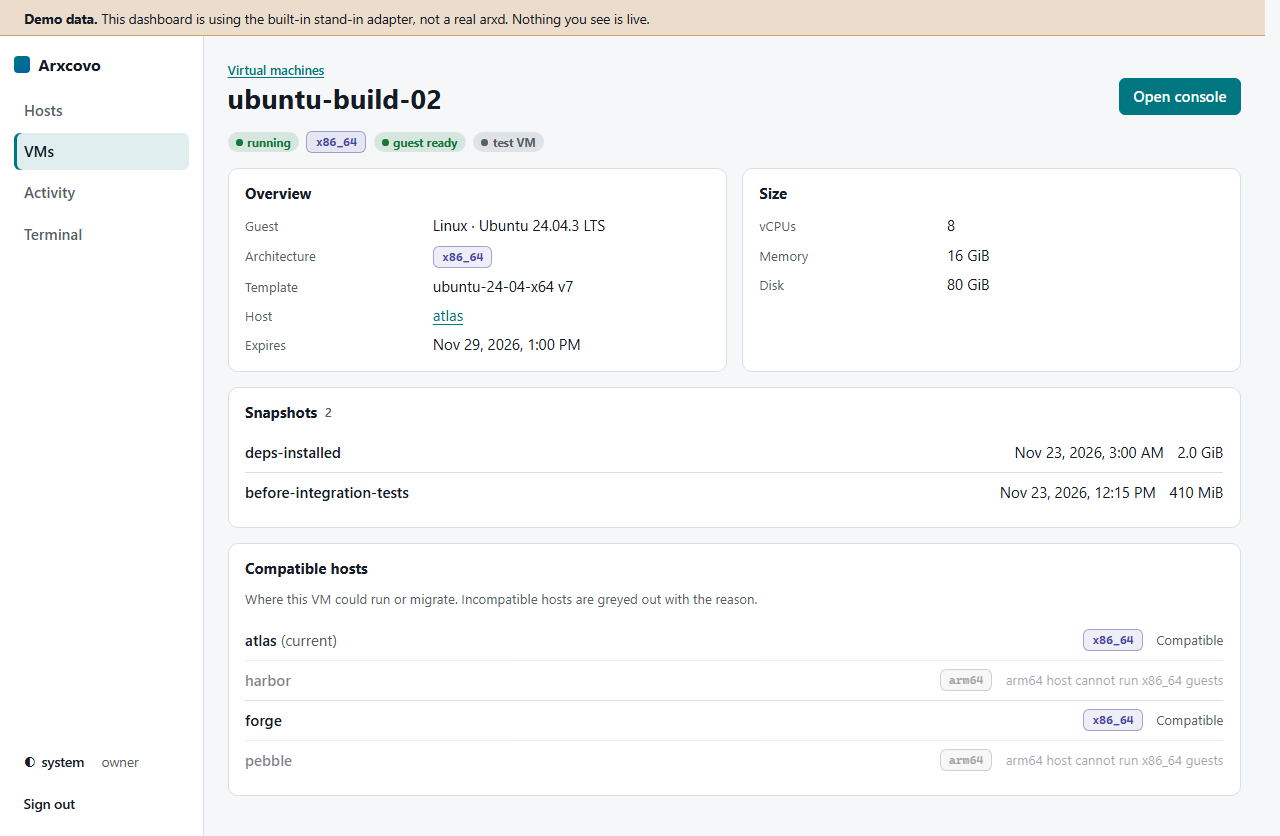 Demo data. This dashboard is using the built-in stand-in adapter, not a real arxd. Nothing you see is live.
Arxcovo
Hosts
VMs
Activity
Terminal
system owner
Sign out
Virtual machines
ubuntu-build-02
Open console
running x86_64 guest ready test VM
Overview
Guest Linux · Ubuntu 24.04.3 LTS
Architecture x86_64
Template ubuntu-24-04-x64 v7
Host atlas
Expires Nov 29, 2026, 1:00 PM
Size
vCPUs 8
Memory 16 GiB
Disk 80 GiB
Snapshots 2
deps-installed Nov 23, 2026, 3:00 AM 2.0 GiB
before-integration-tests Nov 23, 2026, 12:15 PM 410 MiB
Compatible hosts
Where this VM could run or migrate. Incompatible hosts are greyed out with the reason.
atlas (current) x86_64 Compatible
harbor arm64 arm64 host cannot run x86_64 guests
forge x86_64 Compatible
pebble arm64 arm64 host cannot run x86_64 guests